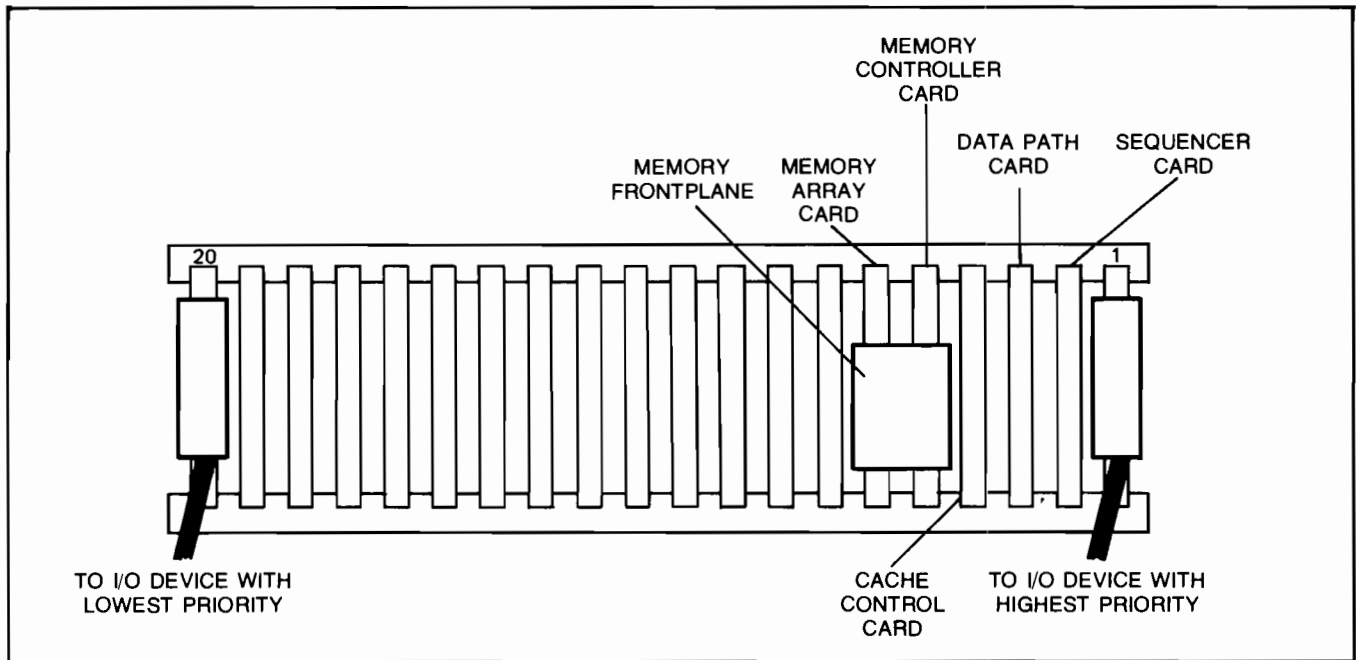 MEMORY
CONTROLLER
CARD
DATA PATH
CARD
SEQUENCER
CARD
MEMORY
FRONTPLANE
MEMORY
ARRAY
CARD
20
1
TO I/O DEVICE WITH
LOWEST PRIORITY
CACHE
CONTROL
CARD
TO I/O DEVICE WITH
HIGHEST PRIORITY